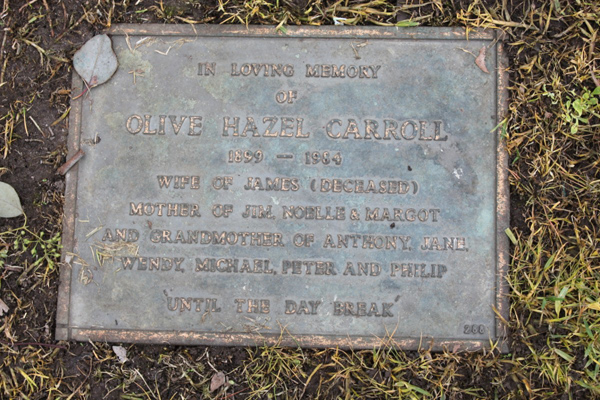 IN LOVING MEMORY
OF
OLIVE HAZEL CARROLL
1899 — 1984
WIFE OF JAMES (DECEASED)
MOTHER OF JIM, NOELLE & MARGOT
AND GRANDMOTHER OF ANTHONY, JANE,
WENDY, MICHAEL, PETER AND PHILIP
UNTIL THE DAY BREAK
288